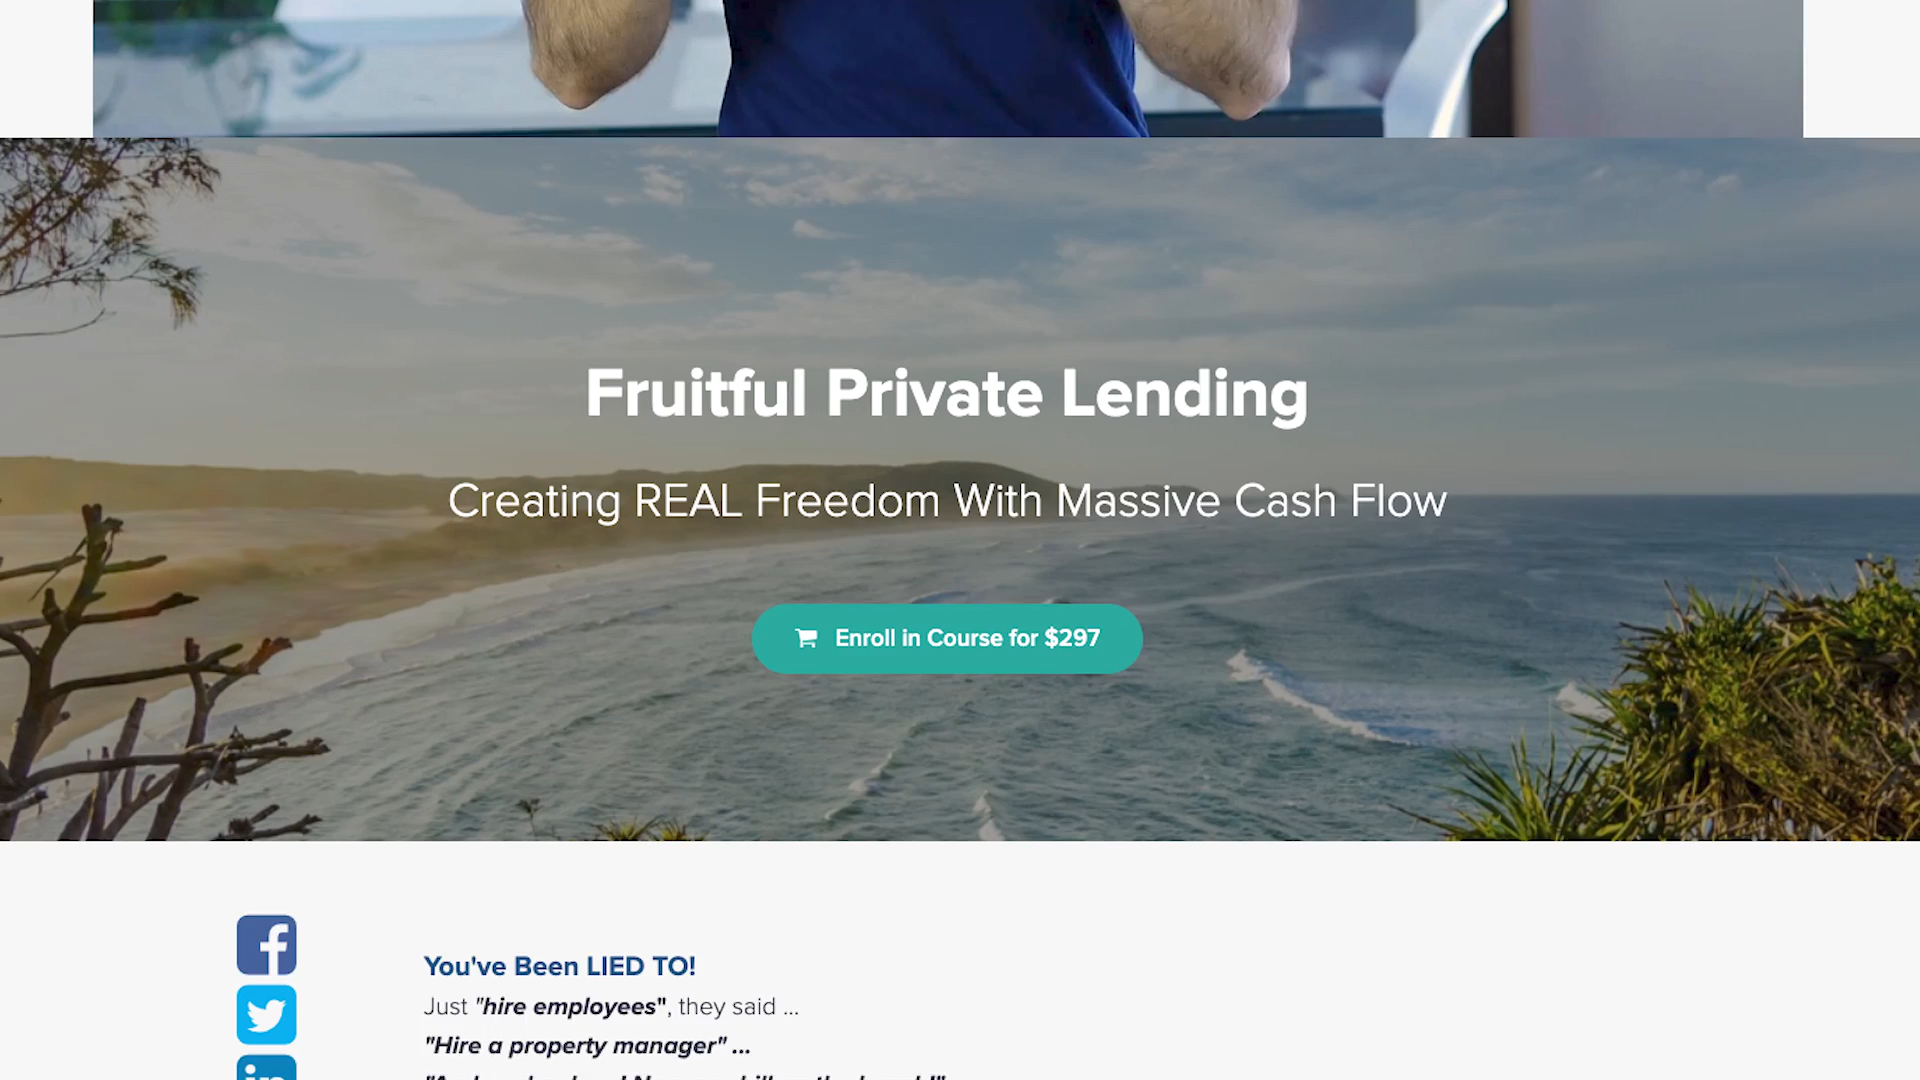 Fruitful Private Lending
Creating REAL Freedom With Massive Cash Flow
Enroll in Course for $297
You've Been LIED TO!
Just "hire employees", they said ...
"Hire a property manager" ...